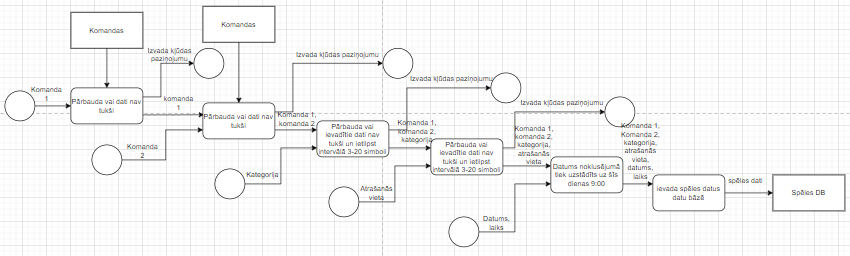 Komandas
Komandas
Izvada kļūdas
paziņojumu
Izvada kļūdas paziņojumu
Izvada kļūdas paziņojumu
Izvada kļūdas paziņojumu
Komanda
1
Pārbauda vai dati nav
tukši
komanda
1
Pārbauda vai dati nav
tukši
Komanda
2
Komanda 1,
komanda 2
Pārbauda vai
ievadītie dati nav
tukši un ietilpst
intervālā 3-20 simboli
Kategorija
Komanda 1,
komanda 2,
kategorija
Pārbauda vai
ievadītie dati nav
tukši un ietilpst
intervālā 3-20 simboli
Atrašanās
vieta
Komanda 1,
komanda 2,
kategorija,
atrašanās
vieta
Datums noklusējumā
tiek uzstādīts uz šīs
dienas 9:00
Datums,
laiks
Komanda 1,
Komanda 2,
kategorija,
atrašanās
vieta,
datums,
laiks
ievada spēles datus
datu bāzē
spēles dati
Spēles DB